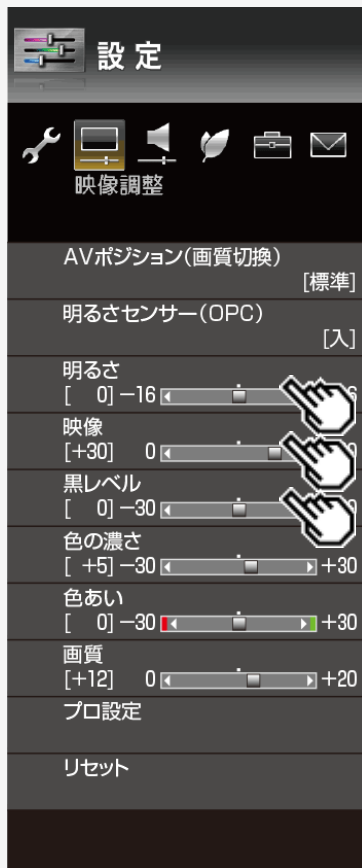 設定
映像調整
AVポジション(画質切換)
[標準]
明るさセンサー(OPC)
[入]
明るさ
[ 0] －16 6
映像
[+30] 0 0
黒レベル
[ 0] －30 0
色の濃さ
[ +5] －30 +30
色あい
[ 0] －30 +30
画質
[+12] 0 +20
プロ設定
リセット